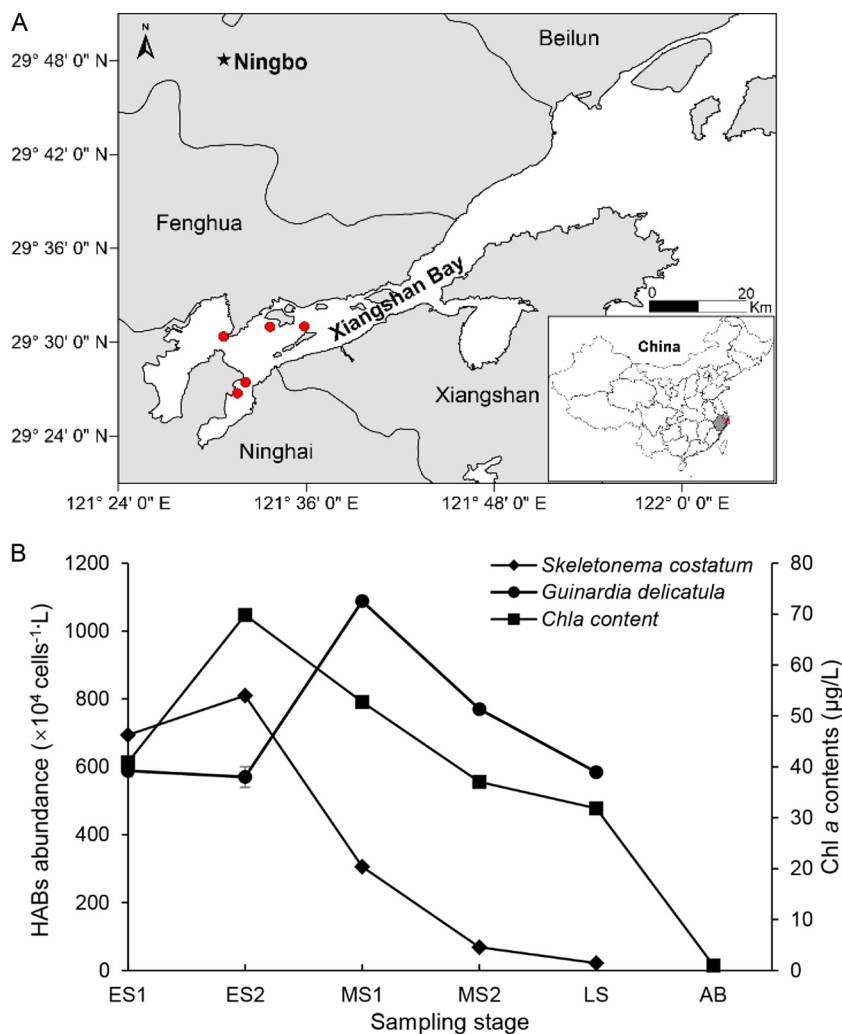 A
N
Ningbo
Beilun
29° 48' 0" N
29° 42' 0" N
Fenghua
29° 36' 0" N
Xiangshan Bay
0 20
Km
29° 30' 0" N
China
Xiangshan
29° 24' 0" N
Ninghai
121° 24' 0" E 121° 36' 0" E 121° 48' 0" E 122° 0' 0" E
B
1200 80
Skeletonema costatum
Guinardia delicatula
Chla content
1000 70
800 60
600 50
400 40
200 30
0 20
10
0
HABs abundance (×10⁴ cells⁻¹·L)
Chl a contents (µg/L)
ES1 ES2 MS1 MS2 LS AB
Sampling stage